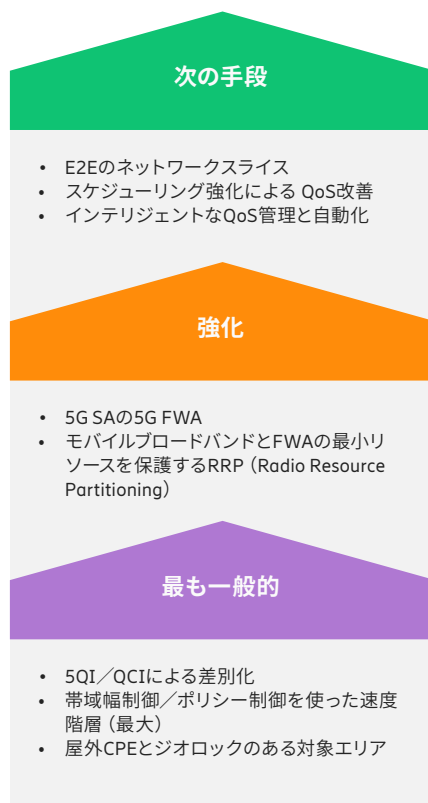 次の手段
• E2Eのネットワークスライス
• スケジューリング強化による QoS改善
• インテリジェントなQoS管理と自動化
強化
• 5G SAの5G FWA
• モバイルブロードバンドとFWAの最小リ
ソースを保護するRRP（Radio Resource
Partitioning）
最も一般的
• 5QI／QCIによる差別化
• 帯域幅制御／ポリシー制御を使った速度
階層（最大）
• 屋外CPEとジオロックのある対象エリア